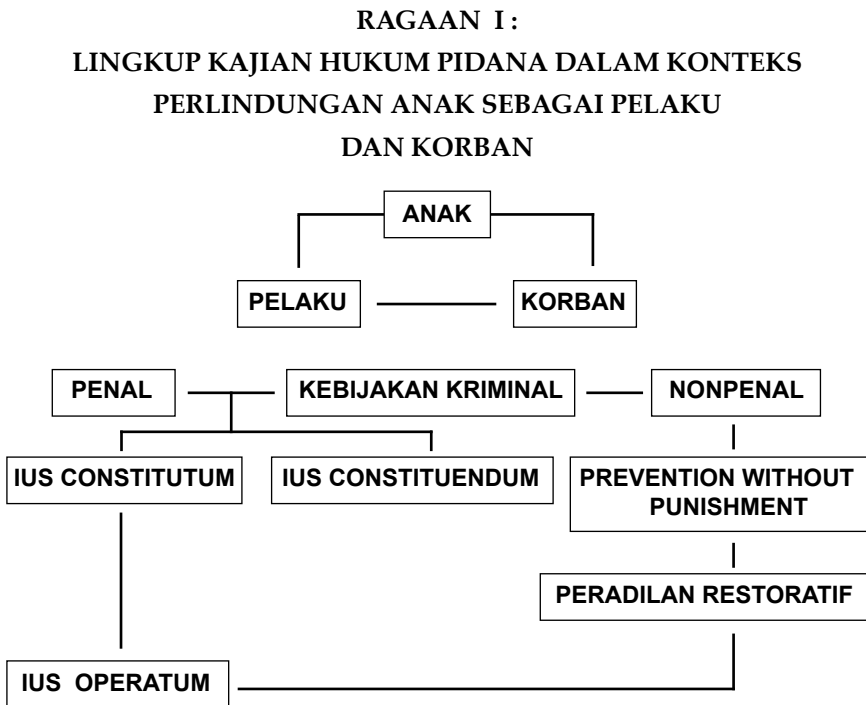 RAGAAN I :
LINGKUP KAJIAN HUKUM PIDANA DALAM KONTEKS
PERLINDUNGAN ANAK SEBAGAI PELAKU
DAN KORBAN
ANAK
PELAKU
KORBAN
PENAL
KEBIJAKAN KRIMINAL
NONPENAL
IUS CONSTITUTUM
IUS CONSTITUENDUM
PREVENTION WITHOUT
PUNISHMENT
PERADILAN RESTORATIF
IUS OPERATUM